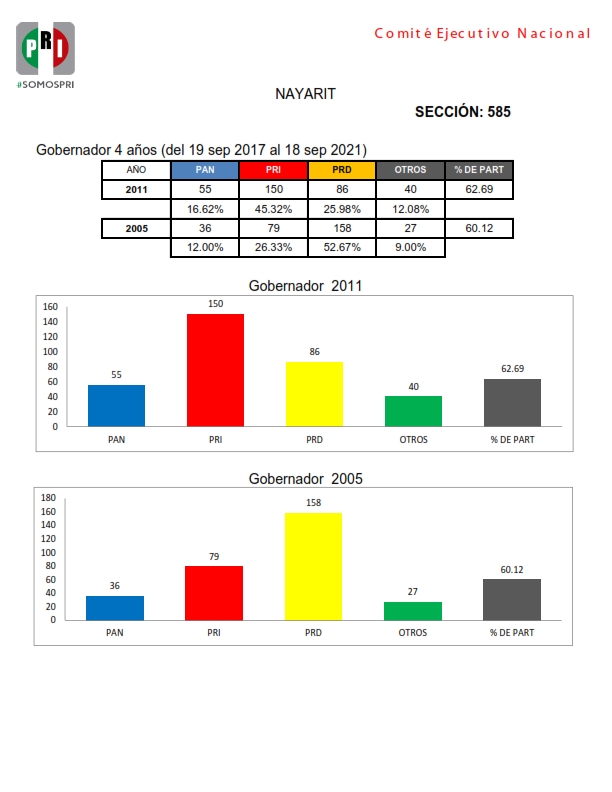 Comité Ejecutivo Nacional
PRI
#SOMOSPRI
NAYARIT
SECCIÓN: 585
Gobernador 4 años (del 19 sep 2017 al 18 sep 2021)
AÑO PAN PRI PRD OTROS % DE PART
2011 55 150 86 40 62.69
16.62% 45.32% 25.98% 12.08%
2005 36 79 158 27 60.12
12.00% 26.33% 52.67% 9.00%
Gobernador 2011
160
140
120
100
80
60
40
20
0
55 150 86 40 62.69
PAN PRI PRD OTROS % DE PART
Gobernador 2005
180
160
140
120
100
80
60
40
20
0
36 79 158 27 60.12
PAN PRI PRD OTROS % DE PART